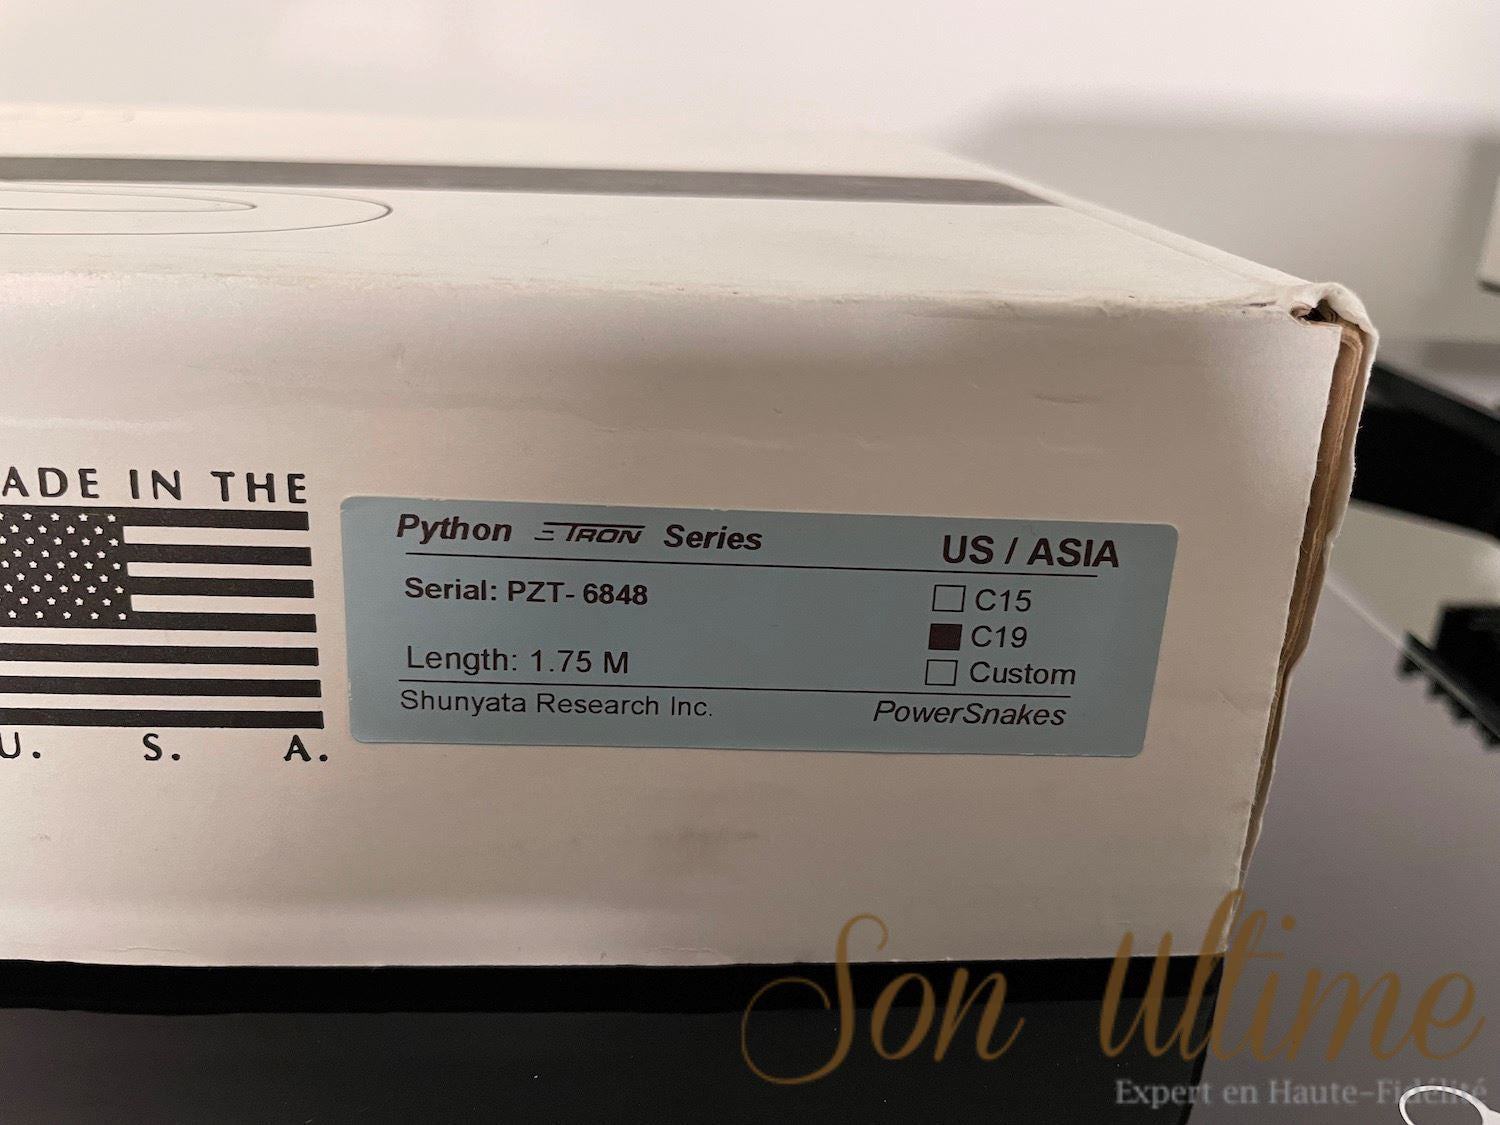 ADE IN THE
U. S. A.
Python ZTRON Series
US / ASIA
Serial: PZT- 6848
C15
C19
Custom
Length: 1.75 M
Shunyata Research Inc.
PowerSnakes
Son Ultime
Expert en Haute-Fidélité